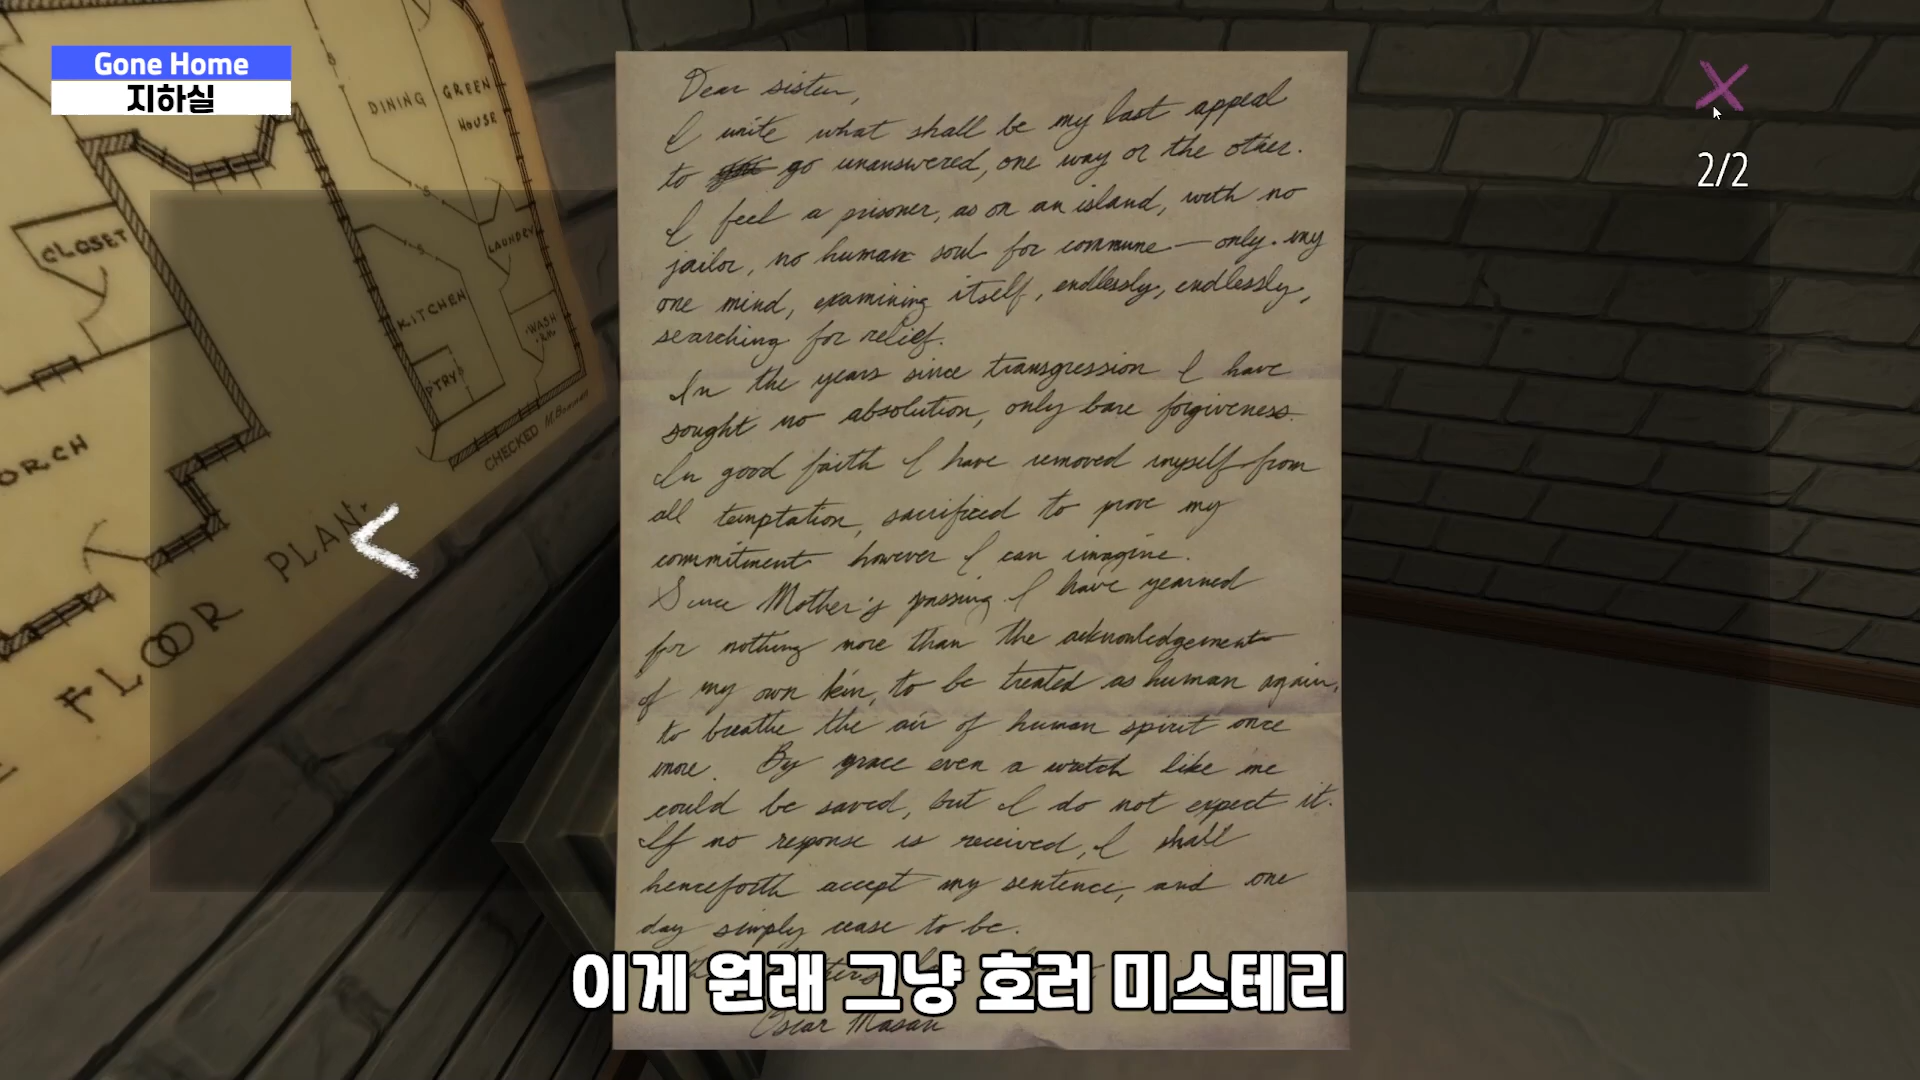 Gone Home
지하실
DINING
GREEN
HOUSE
CLOSET
LAUNDRY
KITCHEN
WASH
PTRY
ORCH
CHECKED
FLOOR PLAN.
2/2
Dear sister,
I write what shall be my last appeal
to go unanswered, one way or the other.
I feel a prisoner, as on an island, with no
jailor, no human soul for commune — only my
one mind, examining itself, endlessly, endlessly,
searching for relief.
In the years since transgression I have
sought no absolution, only bare forgiveness.
In good faith I have removed myself from
all temptation, sacrificed to prove my
commitment however I can imagine.
Since Mother's passing I have yearned
for nothing more than the acknowledgement
of my own kin, to be treated as human again,
to breathe the air of human spirit once
more. By grace even a wretch like me
could be saved, but I do not expect it.
If no reponse is received, I shall
henceforth accept my sentence, and one
day simply cease to be.
이게 원래 그냥 호러 미스테리
Oscar Masan